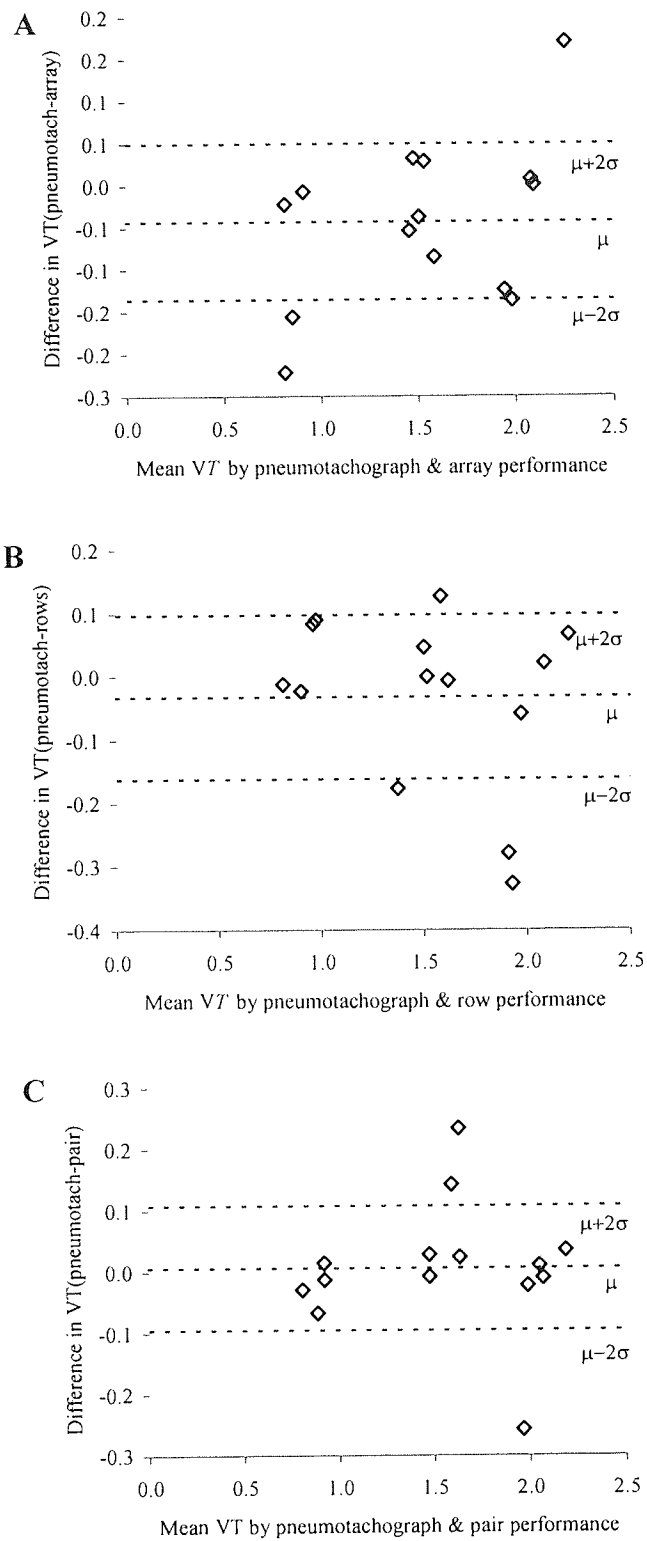 A
Difference in VT(pneumotach-array)
0.2
0.2
0.1
0.1
0.0
-0.1
-0.1
-0.2
-0.2
-0.3
μ+2σ
μ
μ−2σ
0.0 0.5 1.0 1.5 2.0 2.5
Mean VT by pneumotachograph & array performance
B
Difference in VT(pneumotach-rows)
0.2
0.1
0.0
-0.1
-0.2
-0.3
-0.4
μ+2σ
μ
μ−2σ
0.0 0.5 1.0 1.5 2.0 2.5
Mean VT by pneumotachograph & row performance
C
Difference in VT(pneumotach-pair)
0.3
0.2
0.1
0.0
-0.1
-0.2
-0.3
μ+2σ
μ
μ−2σ
0.0 0.5 1.0 1.5 2.0 2.5
Mean VT by pneumotachograph & pair performance